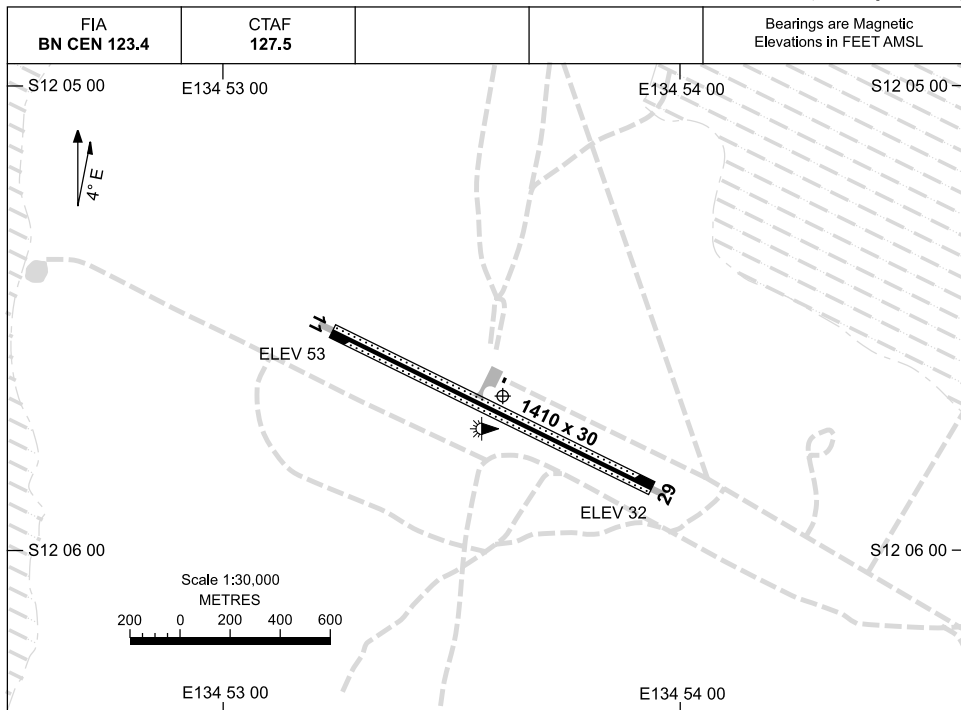 FIA
BN CEN 123.4
CTAF
127.5
Bearings are Magnetic
Elevations in FEET AMSL
S12 05 00
E134 53 00
E134 54 00
S12 05 00
4° E
11
ELEV 53
1410 x 30
29
ELEV 32
S12 06 00
S12 06 00
Scale 1:30,000
METRES
200 0 200 400 600
E134 53 00
E134 54 00